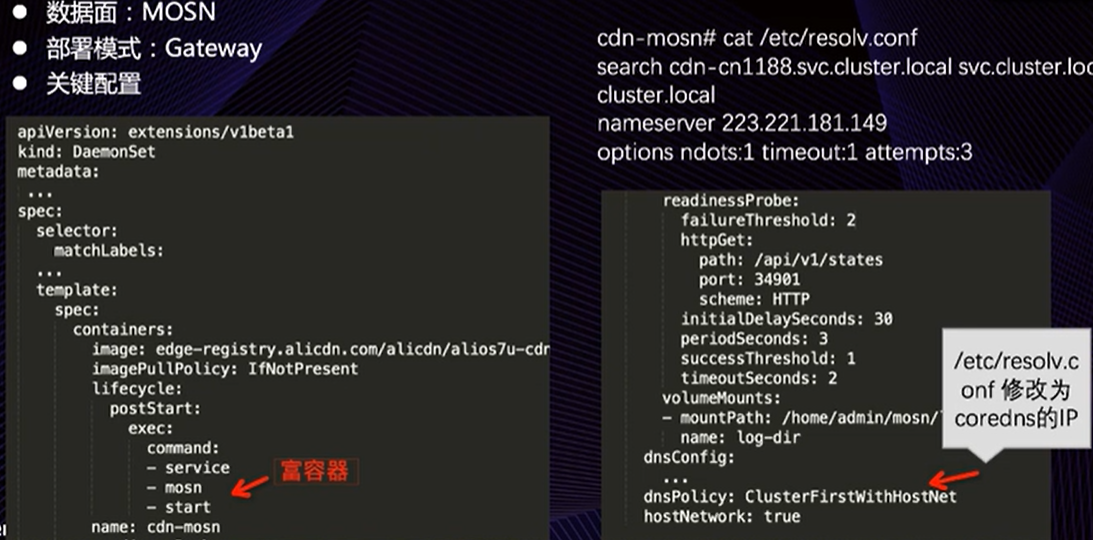 数据面：MOSN
部署模式：Gateway
关键配置
apiVersion: extensions/v1beta1
kind: DaemonSet
metadata:
...
spec:
selector:
matchLabels:
...
template:
spec:
containers:
image: edge-registry.alicdn.com/alicdn/alios7u-cdn
imagePullPolicy: IfNotPresent
lifecycle:
postStart:
exec:
command:
- service
- mosn
- start
富容器
name: cdn-mosn
cdn-mosn# cat /etc/resolv.conf
search cdn-cn1188.svc.cluster.local svc.cluster.loc
cluster.local
nameserver 223.221.181.149
options ndots:1 timeout:1 attempts:3
readinessProbe:
failureThreshold: 2
httpGet:
path: /api/v1/states
port: 34901
scheme: HTTP
initialDelaySeconds: 30
periodSeconds: 3
successThreshold: 1
timeoutSeconds: 2
volumeMounts:
- mountPath: /home/admin/mosn/
name: log-dir
dnsConfig:
...
dnsPolicy: ClusterFirstWithHostNet
hostNetwork: true
/etc/resolv.c
onf 修改为
coredns的IP